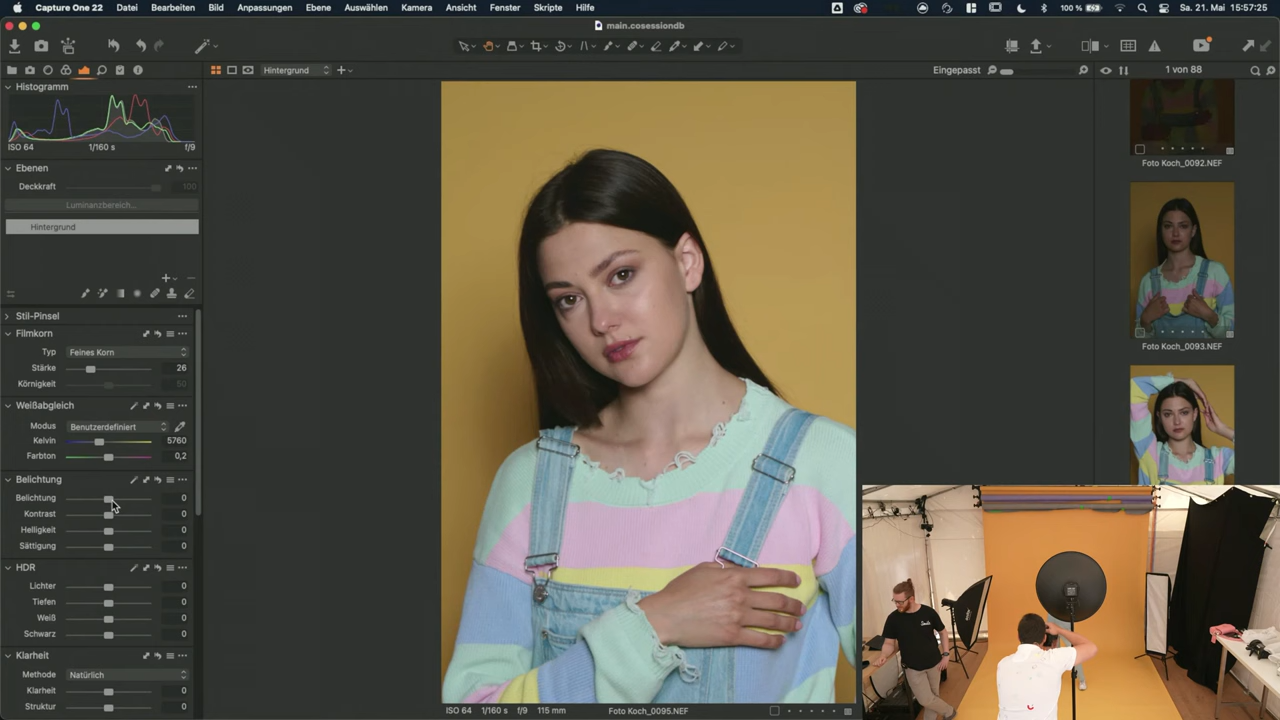 Capture One 22 Datei Bearbeiten Bild Anpassungen Ebene Auswählen Kamera Ansicht Fenster Skripte Hilfe 100 % Sa. 21. Mai 15:57:25
main.cosessiondb
Hintergrund
Eingepasst
1 von 88
Histogramm
ISO 64 1/160 s f/9
Ebenen
Deckkraft 100
Luminanzbereich...
Hintergrund
Stil-Pinsel
Filmkorn
Typ Feines Korn
Stärke 26
Körnigkeit 50
Weißabgleich
Modus Benutzerdefiniert
Kelvin 5760
Farbton 0,2
Belichtung
Belichtung 0
Kontrast 0
Helligkeit 0
Sättigung 0
HDR
Lichter 0
Tiefen 0
Weiß 0
Schwarz 0
Klarheit
Methode Natürlich
Klarheit 0
Struktur 0
ISO 64 1/160 s f/9 115 mm Foto Koch_0095.NEF
Foto Koch_0092.NEF
Foto Koch_0093.NEF